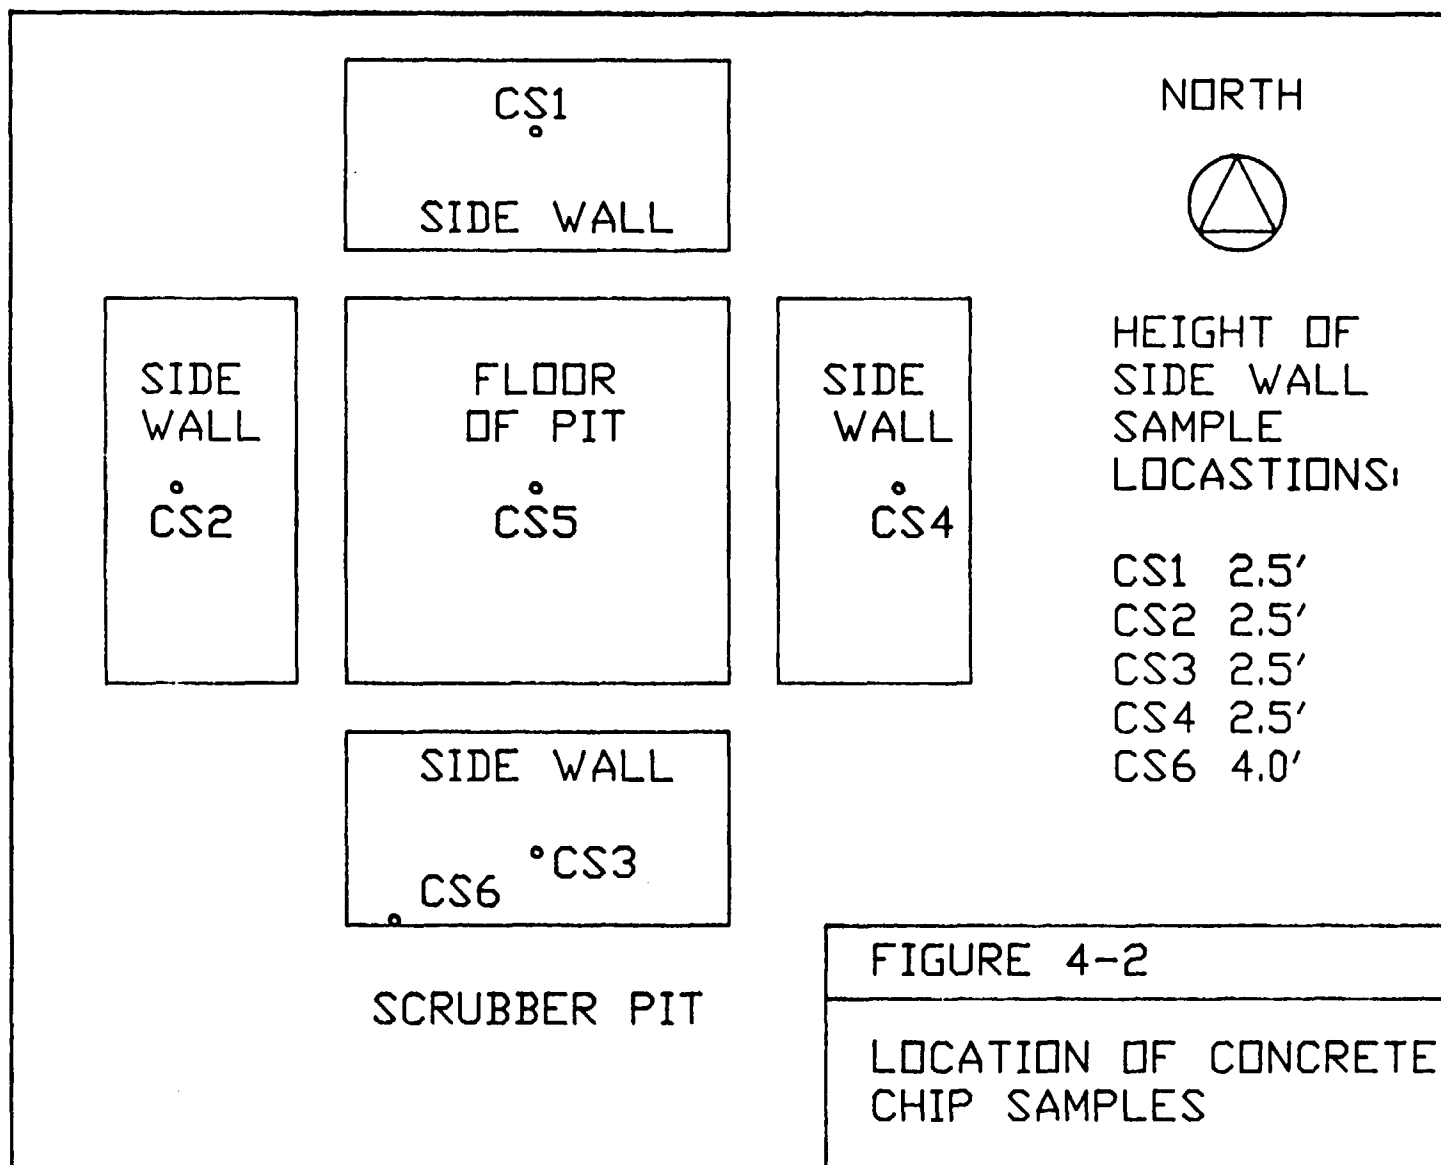 CS1
SIDE WALL
NORTH
SIDE
WALL
CS2
FLOOR
OF PIT
CS5
SIDE
WALL
CS4
HEIGHT OF
SIDE WALL
SAMPLE
LOCASTIONS:
CS1 2.5'
CS2 2.5'
CS3 2.5'
CS4 2.5'
CS6 4.0'
SIDE WALL
CS3
CS6
SCRUBBER PIT
FIGURE 4-2
LOCATION OF CONCRETE
CHIP SAMPLES